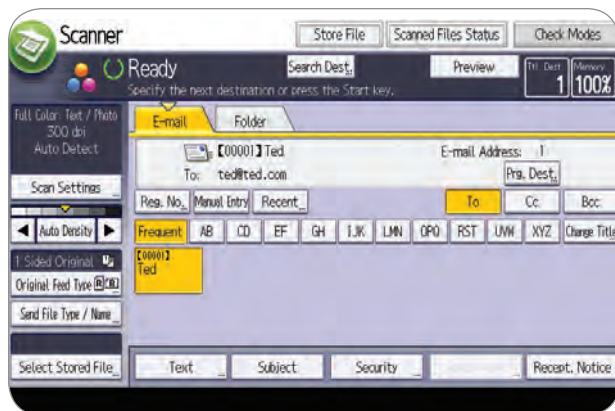 Scanner
Store File
Scanned Files Status
Check Modes
Ready
Search Dest.
Preview
Ttl Dest
1
Memory
100%
Specify the next destination or press the Start key.
Full Color: Text / Photo
300 dpi
Auto Detect
Scan Settings
Auto Density
1 Sided Original
Original Feed Type
Send File Type / Name
Select Stored File
E-mail
Folder
【00001】Ted
E-mail Address: 1
To: ted@ted.com
Prg. Dest.
Reg. No.
Manual Entry
Recent
To
Cc
Bcc
Frequent
AB
CD
EF
GH
IJK
LMN
OPQ
RST
UVW
XYZ
Change Title
[00001]
Ted
Text
Subject
Security
Recept. Notice